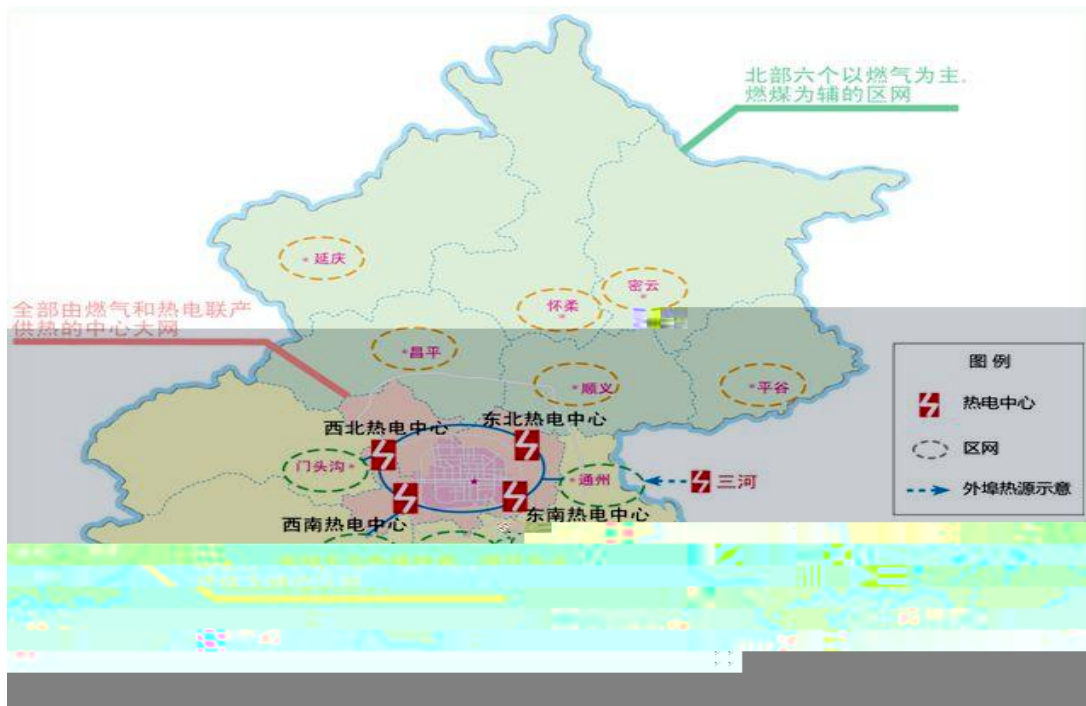 北部六个以燃气为主,
燃煤为辅的区网
延庆
密云
怀柔
全部由燃气和热电联产
供热的中心大网
昌平
顺义
平谷
图例
热电中心
区网
外埠热源示意
西北热电中心
东北热电中心
门头沟
通州
三河
西南热电中心
东南热电中心